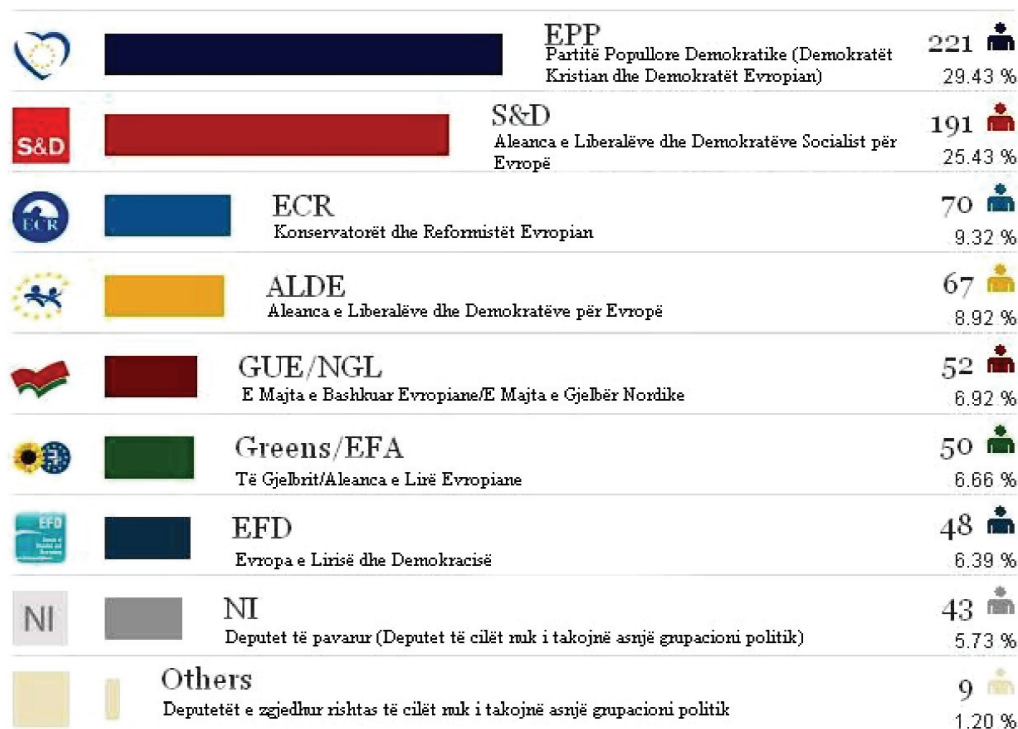 EPP
Partitë Popullore Demokratike (Demokratët
Kristian dhe Demokratët Evropian)
221
29.43 %
S&D
S&D
Aleanca e Liberalëve dhe Demokratëve Socialist për
Evropë
191
25.43 %
ECR
ECR
Konservatorët dhe Reformistët Evropian
70
9.32 %
ALDE
Aleanca e Liberalëve dhe Demokratëve për Evropë
67
8.92 %
GUE/NGL
E Majta e Bashkuar Evropiane/E Majta e Gjelbër Nordike
52
6.92 %
Greens/EFA
Të Gjelbrit/Aleanca e Lirë Evropiane
50
6.66 %
EFD
EFD
Evropa e Lirisë dhe Demokracisë
48
6.39 %
NI
NI
Deputet të pavarur (Deputet të cilët nuk i takojnë asnjë grupacioni politik)
43
5.73 %
Others
Deputetët e zgjedhur rishtas të cilët nuk i takojnë asnjë grupacioni politik
9
1.20 %